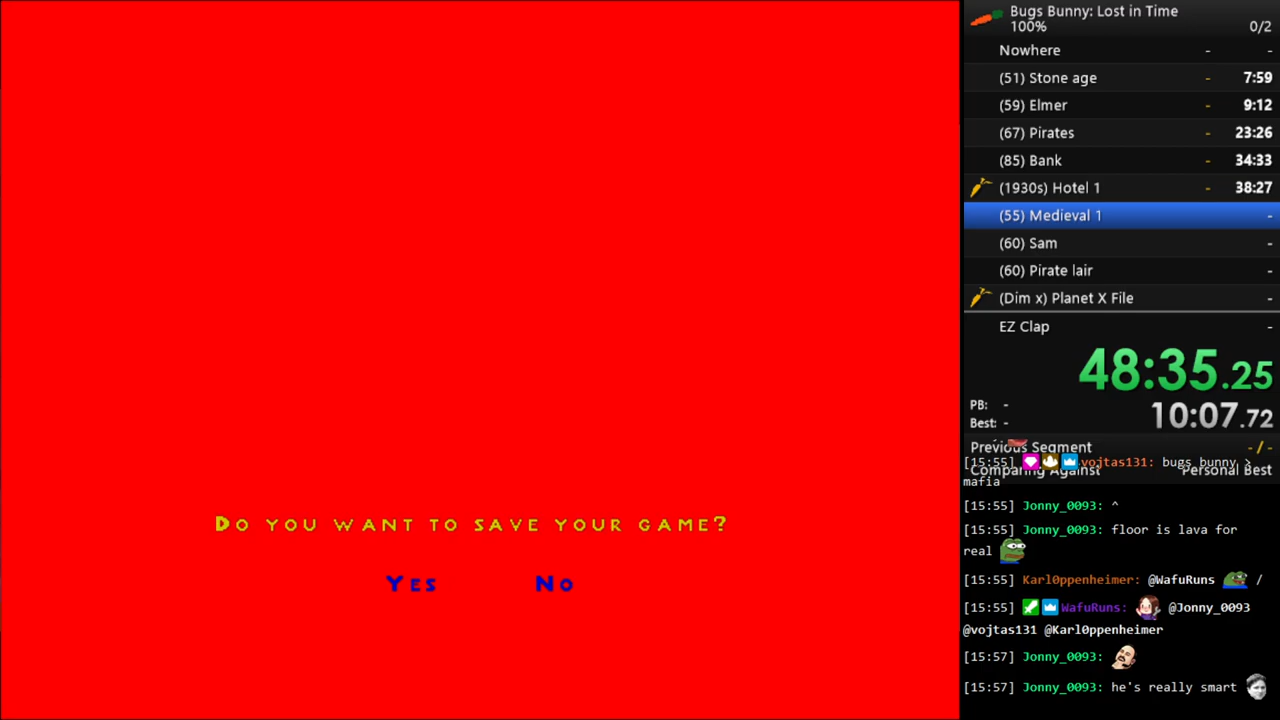 Do you want to save your game?
Yes No
Bugs Bunny: Lost in Time
100% 0/2
Nowhere - -
(51) Stone age - 7:59
(59) Elmer - 9:12
(67) Pirates - 23:26
(85) Bank - 34:33
(1930s) Hotel 1 - 38:27
(55) Medieval 1 -
(60) Sam -
(60) Pirate lair -
(Dim x) Planet X File -
EZ Clap -
48:35.25
PB: -
10:07.72
Best: -
Previous Segment - / -
[15:55] vojtas131: bugs bunny >
Comparing Against Personal Best
mafia
[15:55] Jonny_0093: ^
[15:55] Jonny_0093: floor is lava for
real
[15:55] Karl0ppenheimer: @WafuRuns /
[15:55] WafuRuns: @Jonny_0093
@vojtas131 @Karl0ppenheimer
[15:57] Jonny_0093:
[15:57] Jonny_0093: he's really smart